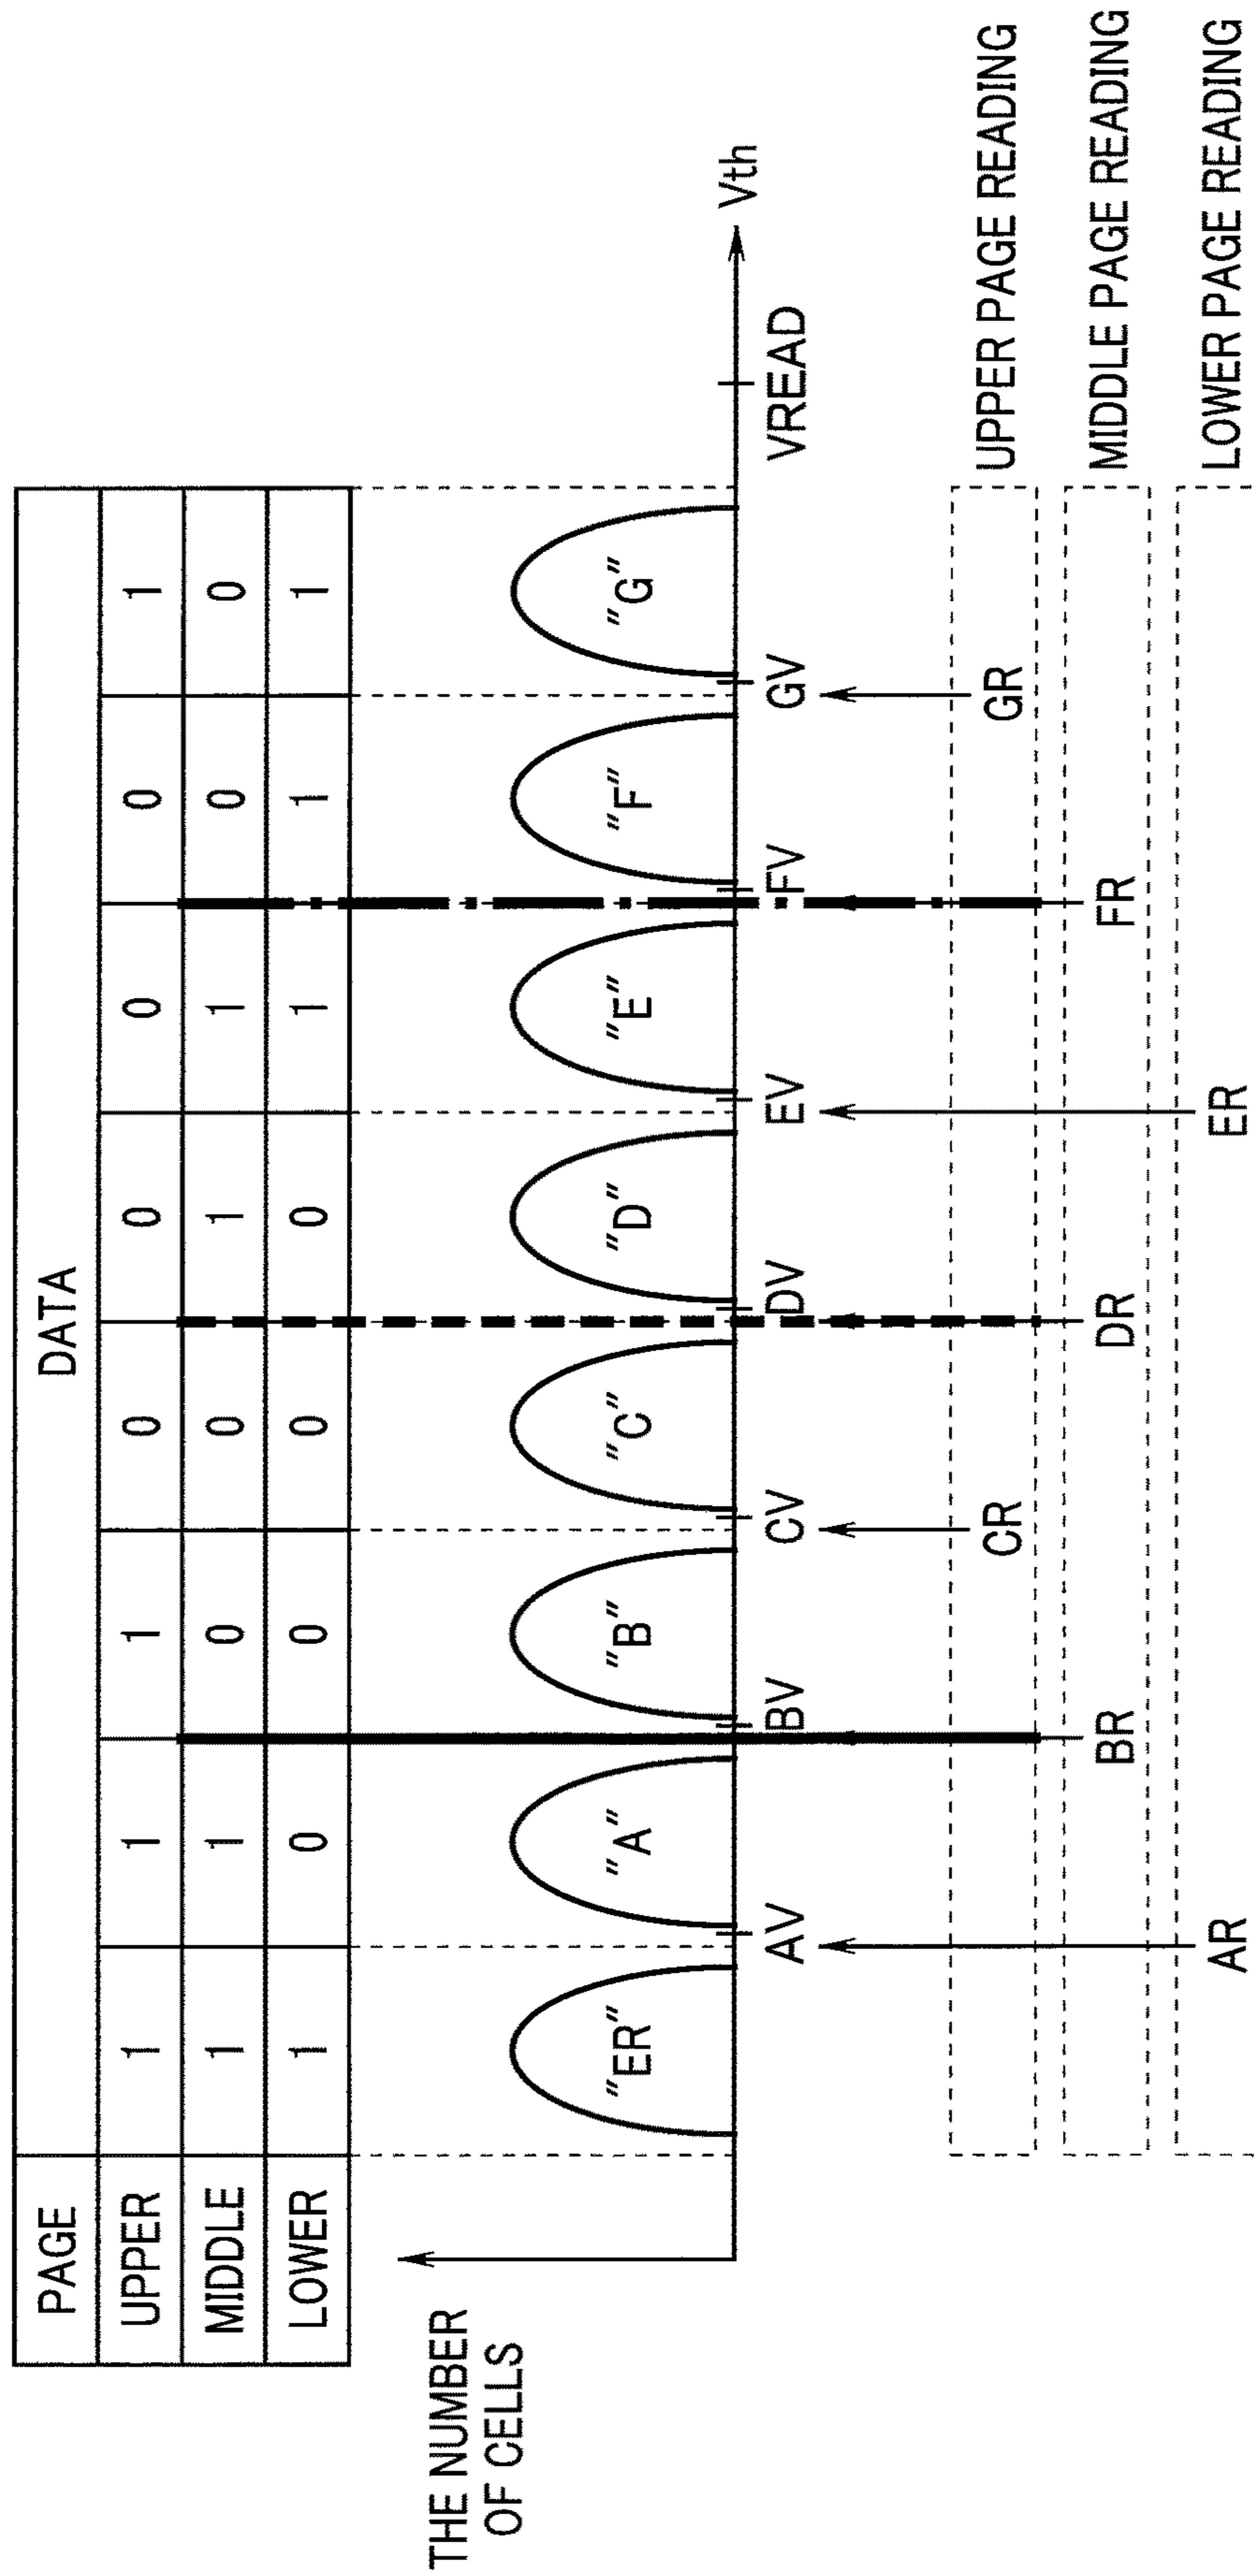 PAGE DATA
UPPER 1 1 1 0 0 0 0 1
MIDDLE 1 1 0 0 1 1 0 0
LOWER 1 0 0 0 0 1 1 1
THE NUMBER
OF CELLS
"ER" "A" "B" "C" "D" "E" "F" "G"
Vth
AV BV CV DV EV FV GV VREAD
CR GR UPPER PAGE READING
BR DR FR MIDDLE PAGE READING
AR ER LOWER PAGE READING